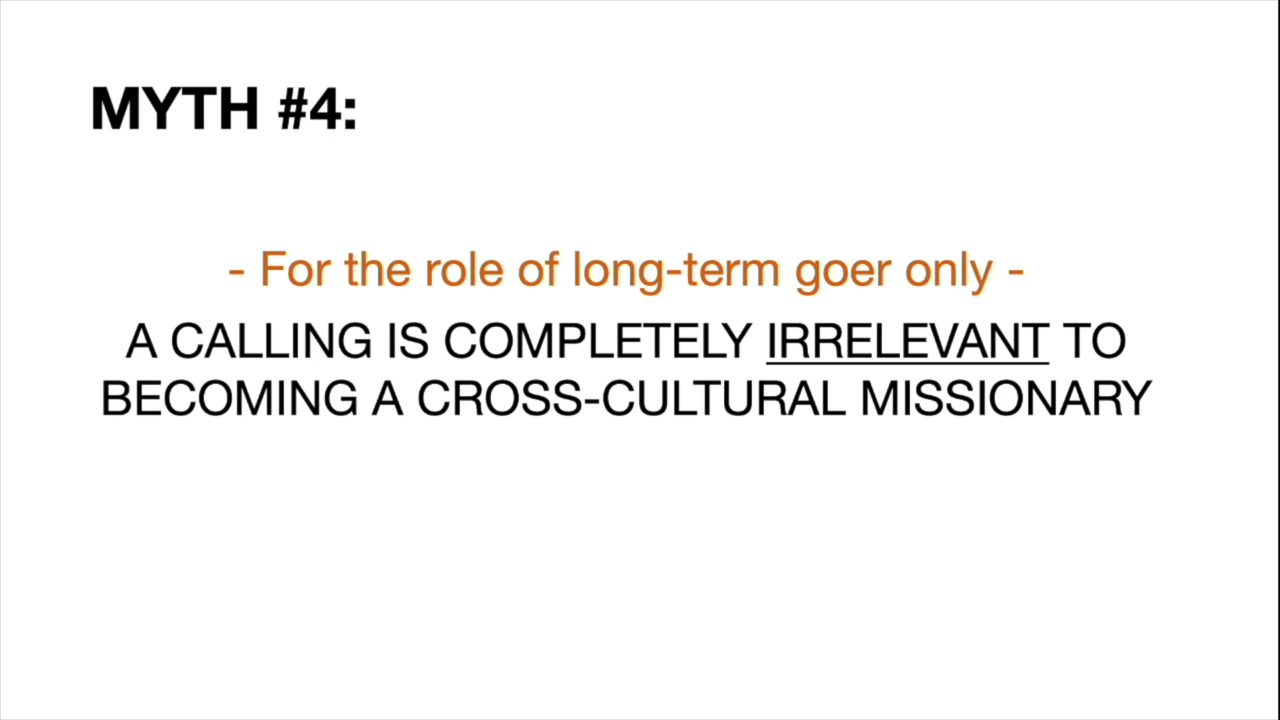 MYTH #4:
- For the role of long-term goer only -
A CALLING IS COMPLETELY IRRELEVANT TO
BECOMING A CROSS-CULTURAL MISSIONARY